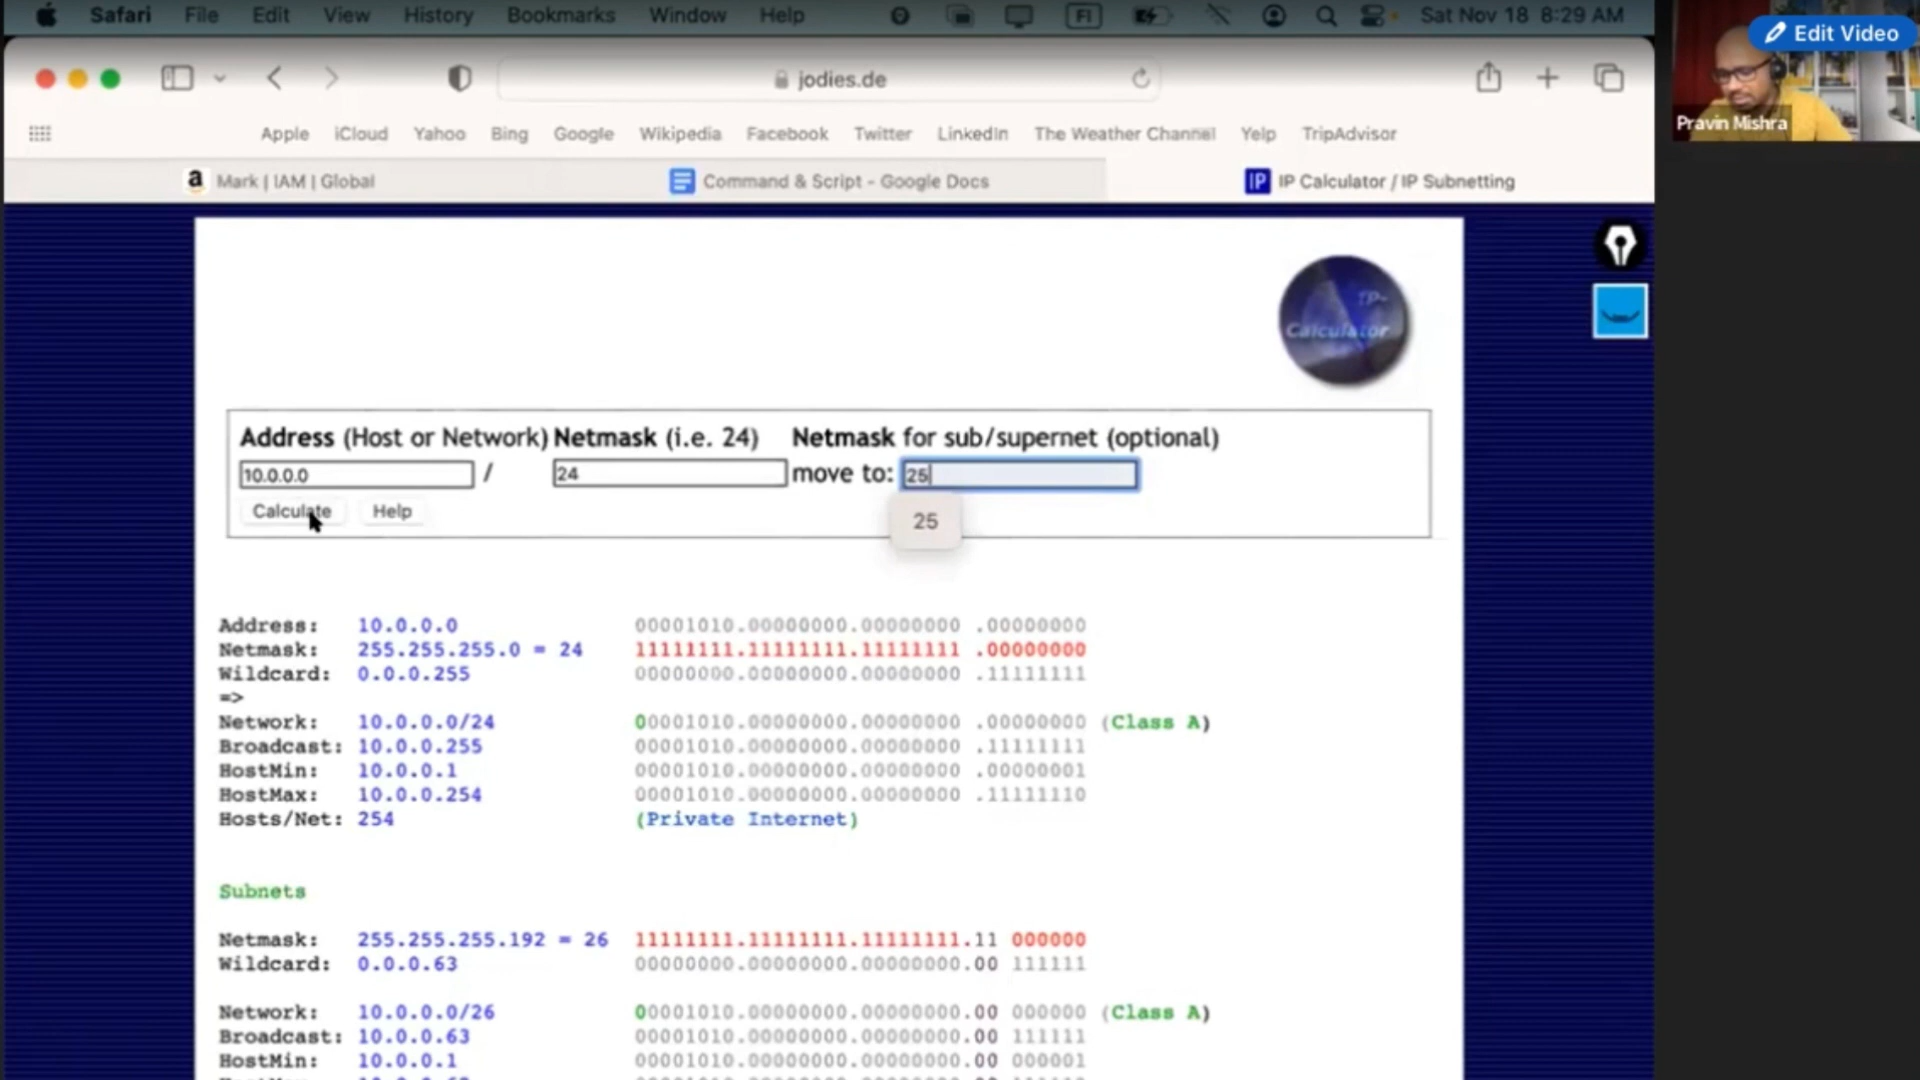 Safari File Edit View History Bookmarks Window Help FI Sat Nov 18 8:29 AM
Edit Video
Pravin Mishra
jodies.de
Apple iCloud Yahoo Bing Google Wikipedia Facebook Twitter LinkedIn The Weather Channel Yelp TripAdvisor
a Mark | IAM | Global Command & Script - Google Docs IP IP Calculator / IP Subnetting
IP-
Calculator
Address (Host or Network) Netmask (i.e. 24) Netmask for sub/supernet (optional)
10.0.0.0 / 24 move to: 25
Calculate Help 25
Address: 10.0.0.0 00001010.00000000.00000000 .00000000
Netmask: 255.255.255.0 = 24 11111111.11111111.11111111 .00000000
Wildcard: 0.0.0.255 00000000.00000000.00000000 .11111111
=>
Network: 10.0.0.0/24 00001010.00000000.00000000 .00000000 (Class A)
Broadcast: 10.0.0.255 00001010.00000000.00000000 .11111111
HostMin: 10.0.0.1 00001010.00000000.00000000 .00000001
HostMax: 10.0.0.254 00001010.00000000.00000000 .11111110
Hosts/Net: 254 (Private Internet)
Subnets
Netmask: 255.255.255.192 = 26 11111111.11111111.11111111.11 000000
Wildcard: 0.0.0.63 00000000.00000000.00000000.00 111111
Network: 10.0.0.0/26 00001010.00000000.00000000.00 000000 (Class A)
Broadcast: 10.0.0.63 00001010.00000000.00000000.00 111111
HostMin: 10.0.0.1 00001010.00000000.00000000.00 000001